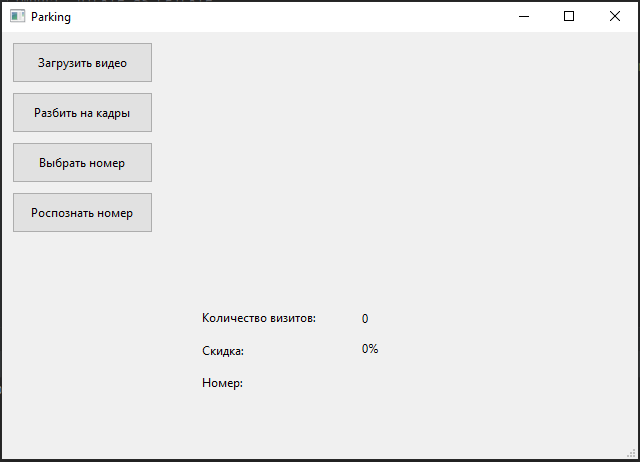 Parking
Загрузить видео
Разбить на кадры
Выбрать номер
Роспознать номер
Количество визитов: 0
Скидка: 0%
Номер: